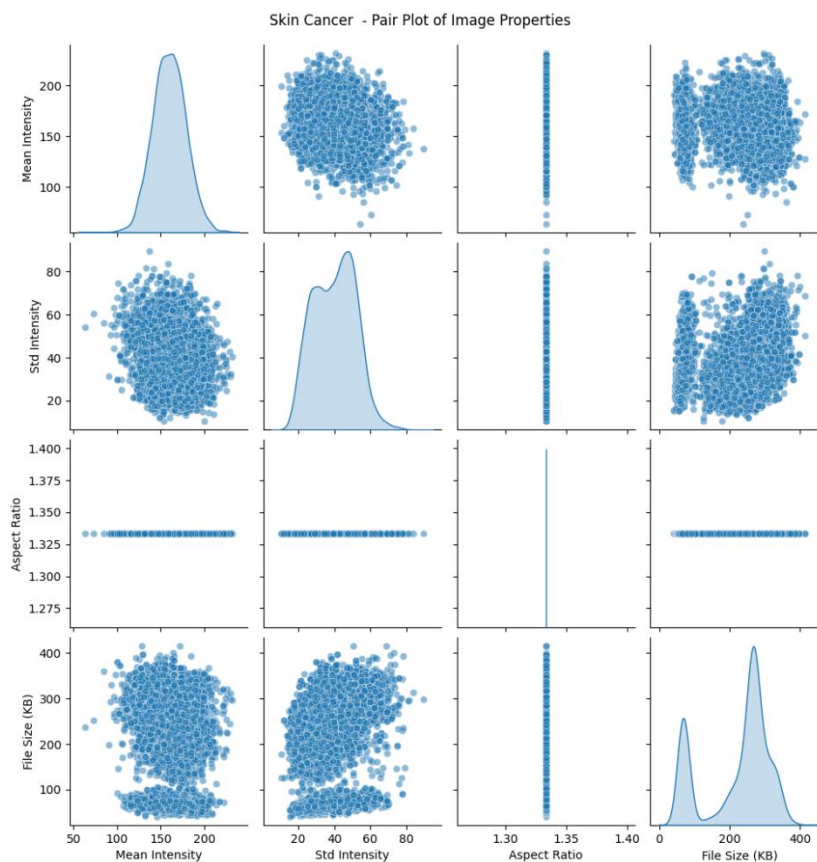 Skin Cancer - Pair Plot of Image Properties
Mean Intensity
200
150
100
Std Intensity
80
60
40
20
Aspect Ratio
1.400
1.375
1.350
1.325
1.300
1.275
File Size (KB)
400
300
200
100
50 100 150 200
20 40 60 80
1.30 1.35 1.40
0 200 400
Mean Intensity Std Intensity Aspect Ratio File Size (KB)